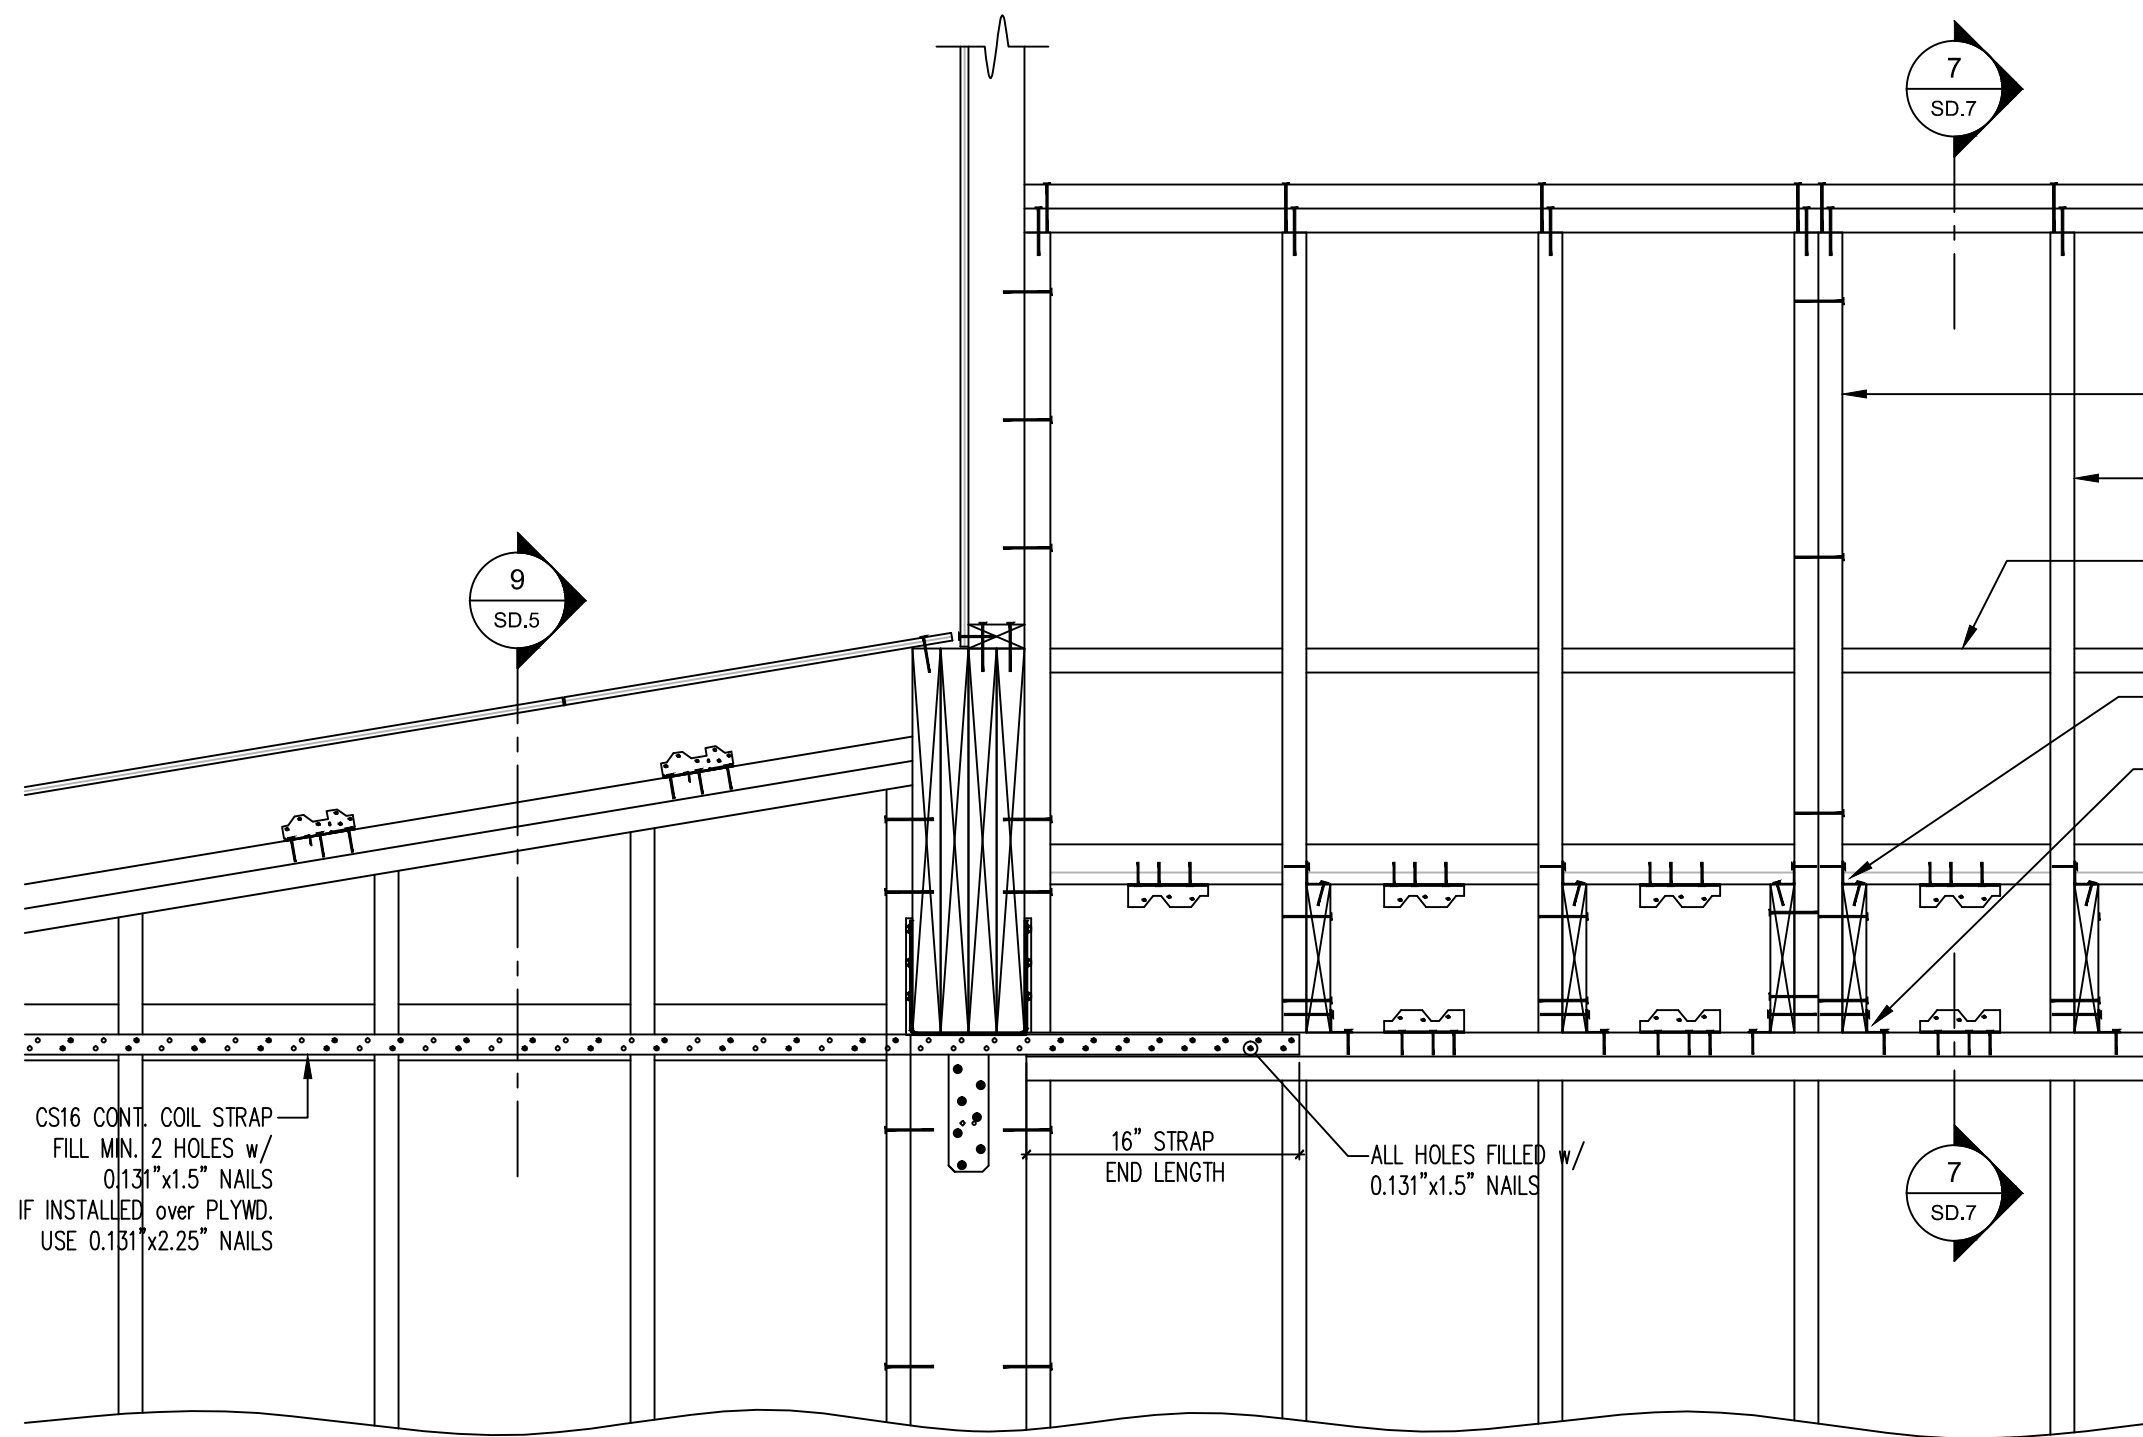 7
SD.7
9
SD.5
CS16 CONT. COIL STRAP
FILL MIN. 2 HOLES w/
0.131"x1.5" NAILS
IF INSTALLED over PLYWD.
USE 0.131"x2.25" NAILS
16" STRAP
END LENGTH
ALL HOLES FILLED w/
0.131"x1.5" NAILS
7
SD.7